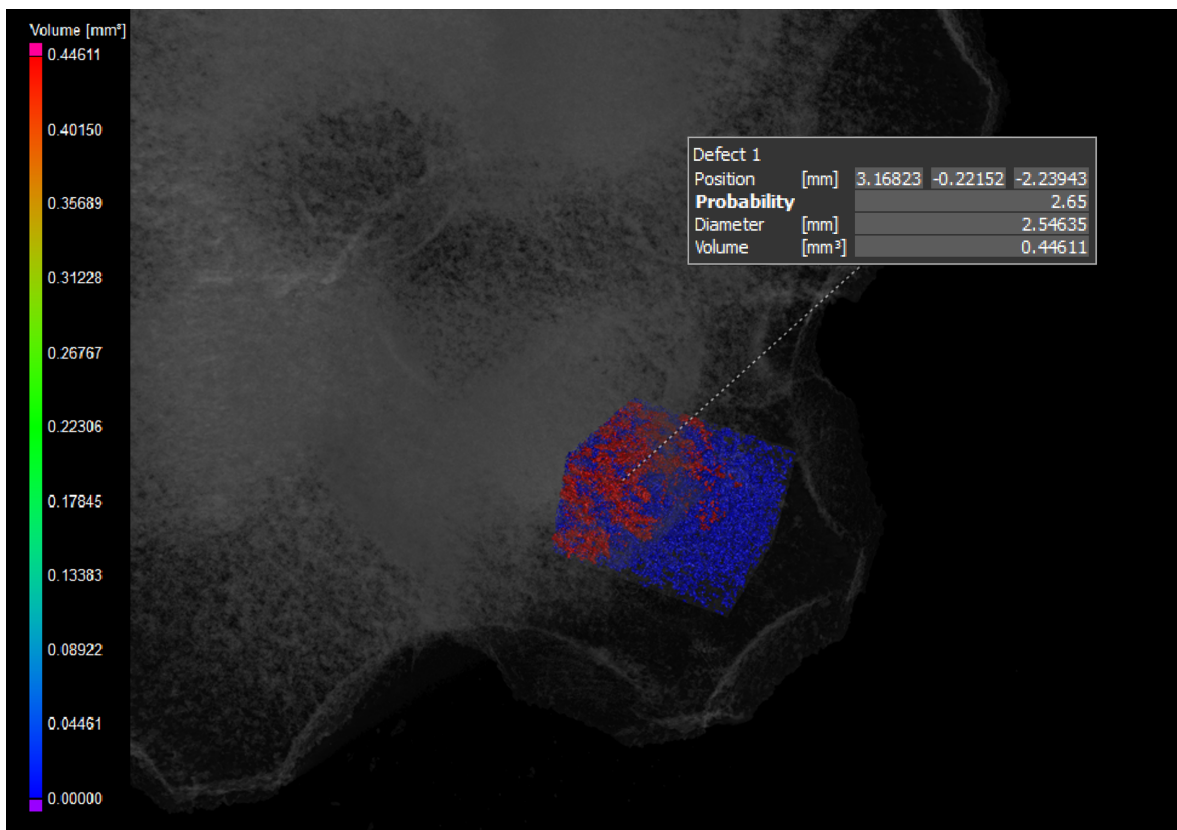 Volume [mm³]
0.44611
0.40150
0.35689
0.31228
0.26767
0.22306
0.17845
0.13383
0.08922
0.04461
0.00000
Defect 1
Position [mm] 3.16823 -0.22152 -2.23943
Probability 2.65
Diameter [mm] 2.54635
Volume [mm³] 0.44611